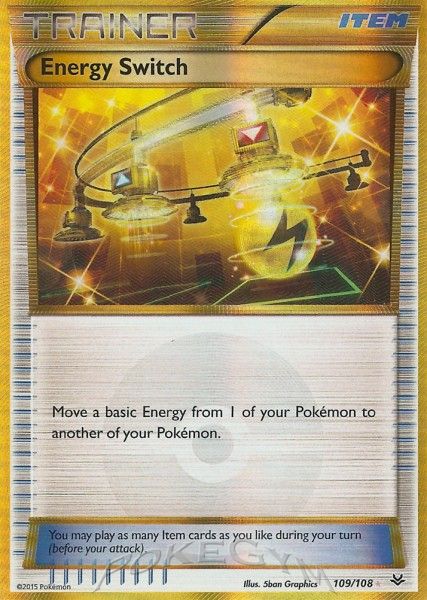 TRAINER
ITEM
Energy Switch
Move a basic Energy from 1 of your Pokémon to
another of your Pokémon.
You may play as many Item cards as you like during your turn
(before your attack).
POKEGYM
©2015 Pokémon
Illus. 5ban Graphics
109/108